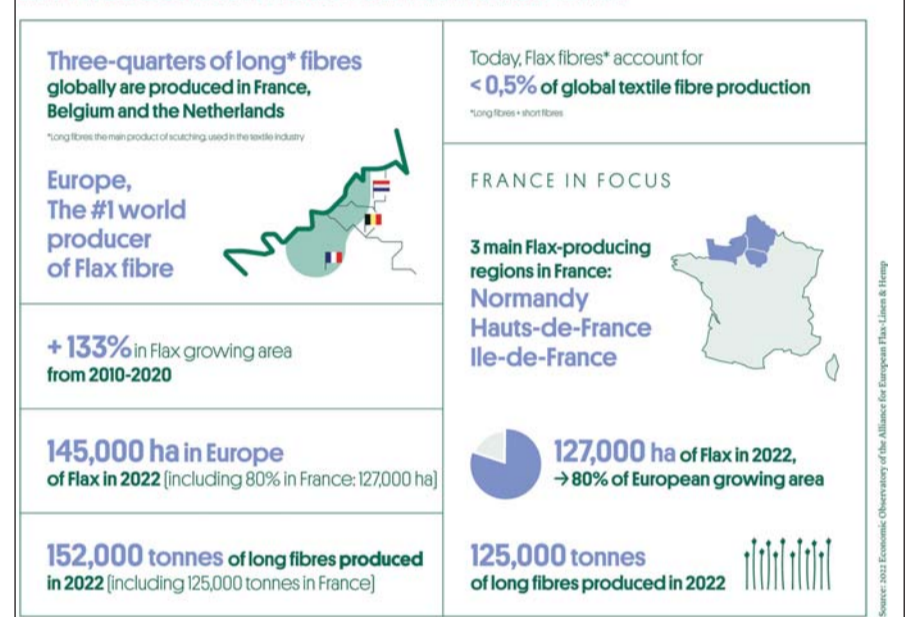 Three-quarters of long* fibres
globally are produced in France,
Belgium and the Netherlands
*Long fibres: the main product of scutching, used in the textile industry
Europe,
The #1 world
producer
of Flax fibre
+ 133% in Flax growing area
from 2010-2020
145,000 ha in Europe
of Flax in 2022 (including 80% in France: 127,000 ha)
152,000 tonnes of long fibres produced
in 2022 (including 125,000 tonnes in France)
Today, Flax fibres* account for
< 0,5% of global textile fibre production
*Long fibres + short fibres
FRANCE IN FOCUS
3 main Flax-producing
regions in France:
Normandy
Hauts-de-France
Ile-de-France
127,000 ha of Flax in 2022,
→ 80% of European growing area
125,000 tonnes
of long fibres produced in 2022
Source: 2022 Economic Observatory of the Alliance for European Flax-Linen & Hemp